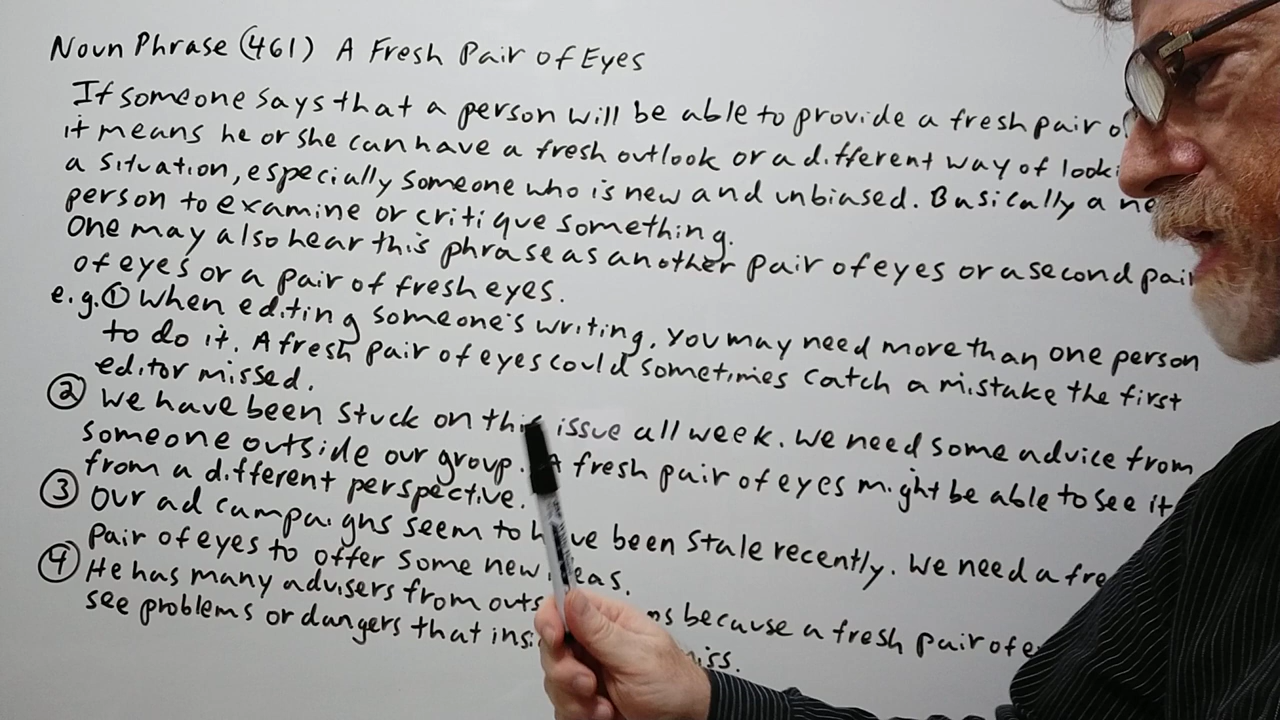 Noun Phrase (461) A Fresh Pair of Eyes
If someone says that a person will be able to provide a fresh pair
it means he or she can have a fresh outlook or a different way of
a situation, especially someone who is new and unbiased. Basically a
person to examine or critique something.
One may also hear this phrase as another pair of eyes or a second pair
of eyes or a pair of fresh eyes.
e.g. ① When editing someone's writing, you may need more than one person
to do it. A fresh pair of eyes could sometimes catch a mistake the first
editor missed.
② We have been stuck on this issue all week. We need some advice from
someone outside our group. A fresh pair of eyes might be able to see it
from a different perspective.
③ Our ad campaigns seem to have been stale recently. We need a
pair of eyes to offer some new
④ He has many advisers from because a fresh pair of
see problems or dangers that